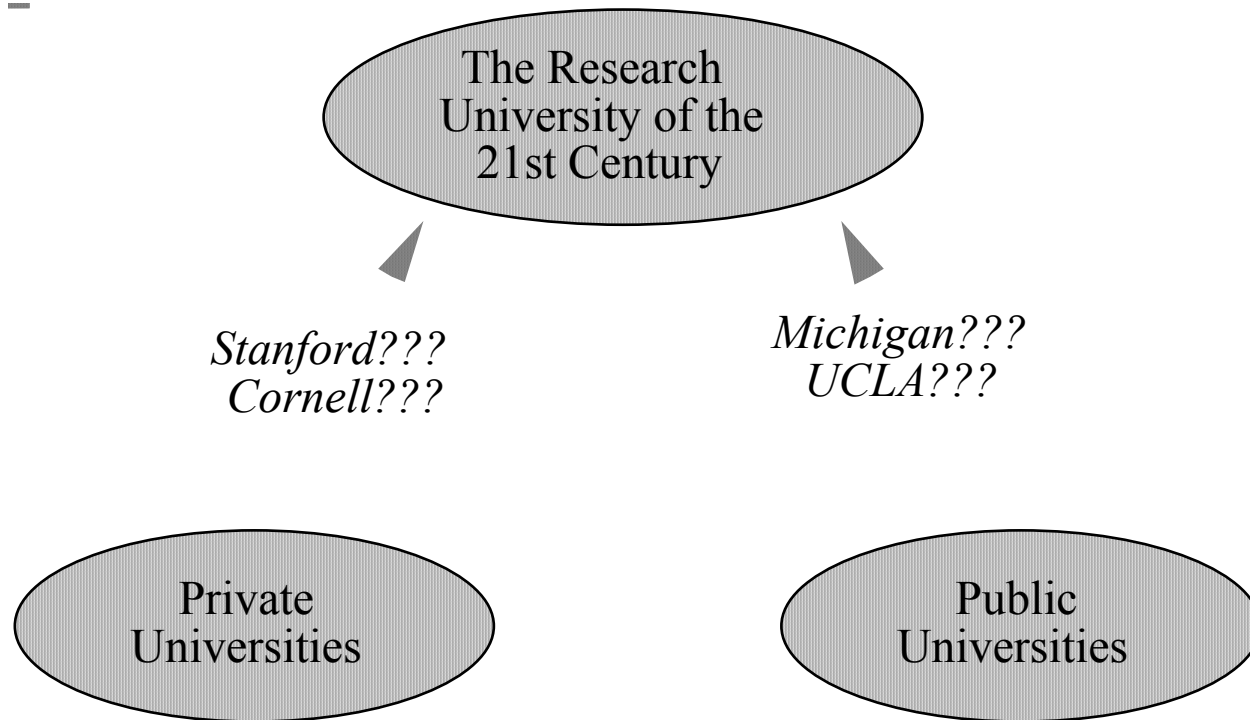 The Research
University of the
21st Century
Stanford???
Cornell???
Michigan???
UCLA???
Private
Universities
Public
Universities